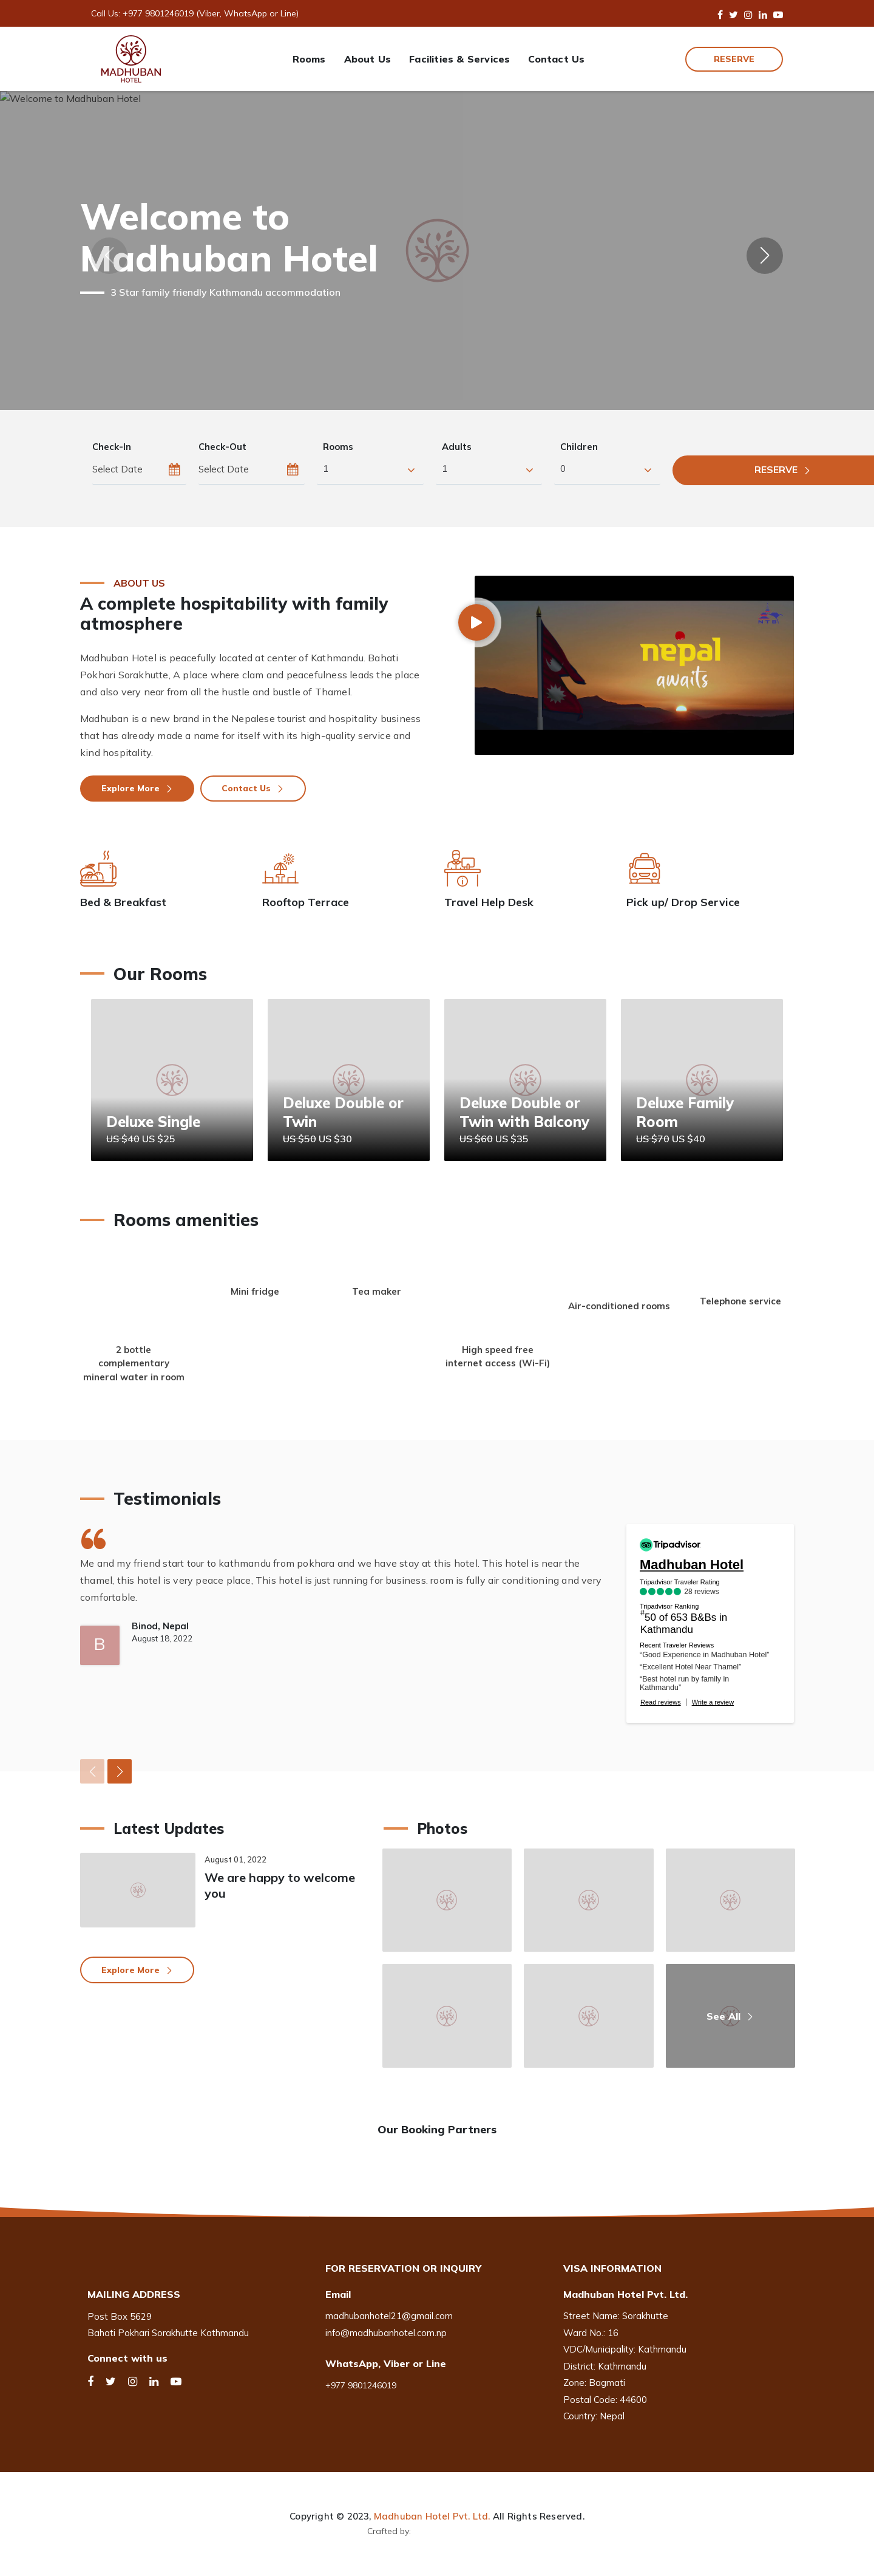 Call Us: +977 9801246019 (Viber, WhatsApp or Line)
MADHUBAN
HOTEL
Rooms
About Us
Facilities & Services
Contact Us
RESERVE
Welcome to Madhuban Hotel
Welcome to
Madhuban Hotel
3 Star family friendly Kathmandu accommodation
Check-In
Check-Out
Rooms
Adults
Children
Select Date
Select Date
1
1
0
RESERVE
ABOUT US
A complete hospitability with family
atmosphere
Madhuban Hotel is peacefully located at center of Kathmandu. Bahati
Pokhari Sorakhutte, A place where clam and peacefulness leads the place
and also very near from all the hustle and bustle of Thamel.
Madhuban is a new brand in the Nepalese tourist and hospitality business
that has already made a name for itself with its high-quality service and
kind hospitality.
Explore More
Contact Us
nepal
awaits
Bed & Breakfast
Rooftop Terrace
Travel Help Desk
Pick up/ Drop Service
Our Rooms
Deluxe Single
US $40 US $25
Deluxe Double or
Twin
US $50 US $30
Deluxe Double or
Twin with Balcony
US $60 US $35
Deluxe Family
Room
US $70 US $40
Rooms amenities
Mini fridge
Tea maker
Air-conditioned rooms
Telephone service
2 bottle
complementary
mineral water in room
High speed free
internet access (Wi-Fi)
Testimonials
Me and my friend start tour to kathmandu from pokhara and we have stay at this hotel. This hotel is near the
thamel, this hotel is very peace place, This hotel is just running for business. room is fully air conditioning and very
comfortable.
B
Binod, Nepal
August 18, 2022
Tripadvisor
Madhuban Hotel
Tripadvisor Traveler Rating
28 reviews
Tripadvisor Ranking
#50 of 653 B&Bs in
Kathmandu
Recent Traveler Reviews
“Good Experience in Madhuban Hotel”
“Excellent Hotel Near Thamel”
“Best hotel run by family in
Kathmandu”
Read reviews | Write a review
Latest Updates
August 01, 2022
We are happy to welcome
you
Explore More
Photos
See All
Our Booking Partners
MAILING ADDRESS
Post Box 5629
Bahati Pokhari Sorakhutte Kathmandu
Connect with us
FOR RESERVATION OR INQUIRY
Email
madhubanhotel21@gmail.com
info@madhubanhotel.com.np
WhatsApp, Viber or Line
+977 9801246019
VISA INFORMATION
Madhuban Hotel Pvt. Ltd.
Street Name: Sorakhutte
Ward No.: 16
VDC/Municipality: Kathmandu
District: Kathmandu
Zone: Bagmati
Postal Code: 44600
Country: Nepal
Copyright © 2023, Madhuban Hotel Pvt. Ltd. All Rights Reserved.
Crafted by: